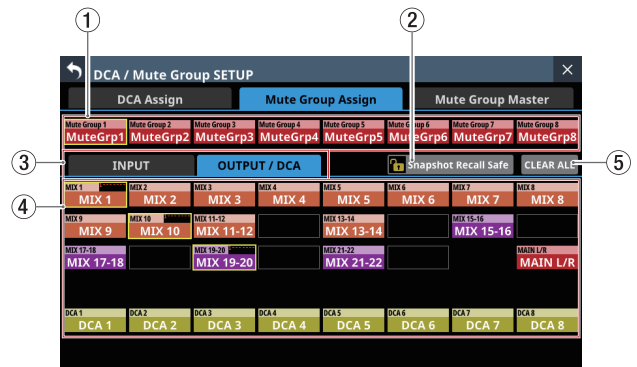 ① ②
DCA / Mute Group SETUP ×
DCA Assign Mute Group Assign Mute Group Master
Mute Group 1 Mute Group 2 Mute Group 3 Mute Group 4 Mute Group 5 Mute Group 6 Mute Group 7 Mute Group 8
MuteGrp1 MuteGrp2 MuteGrp3 MuteGrp4 MuteGrp5 MuteGrp6 MuteGrp7 MuteGrp8
③ INPUT OUTPUT / DCA Snapshot Recall Safe CLEAR ALL ⑤
MIX 1 MIX 2 MIX 3 MIX 4 MIX 5 MIX 6 MIX 7 MIX 8
④ MIX 1 MIX 2 MIX 3 MIX 4 MIX 5 MIX 6 MIX 7 MIX 8
MIX 9 MIX 10 MIX 11-12 MIX 13-14 MIX 15-16
MIX 9 MIX 10 MIX 11-12 MIX 13-14 MIX 15-16
MIX 17-18 MIX 19-20 MIX 21-22 MAIN L/R
MIX 17-18 MIX 19-20 MIX 21-22 MAIN L/R
DCA 1 DCA 2 DCA 3 DCA 4 DCA 5 DCA 6 DCA 7 DCA 8
DCA 1 DCA 2 DCA 3 DCA 4 DCA 5 DCA 6 DCA 7 DCA 8